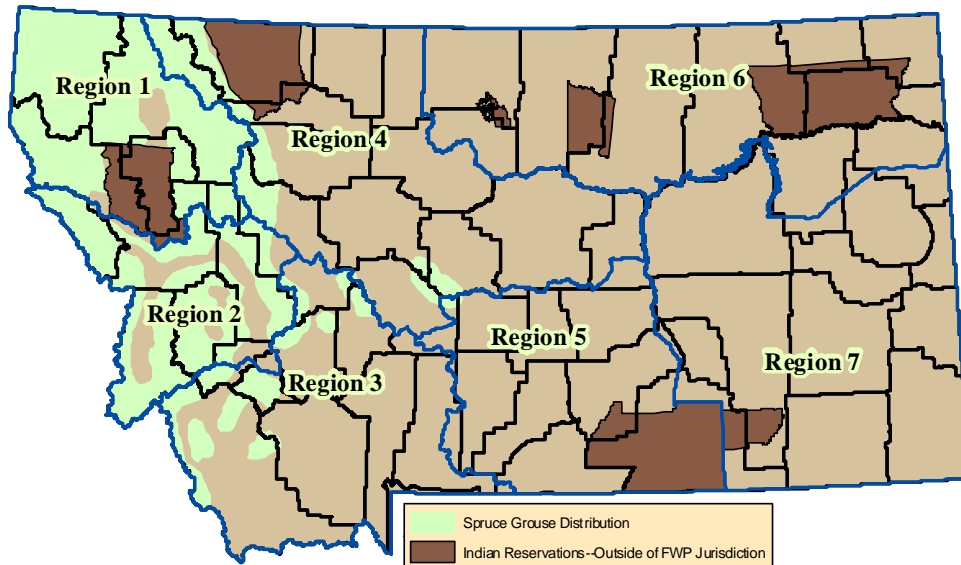 Region 1
Region 6
Region 4
Region 2
Region 5
Region 3
Region 7
Spruce Grouse Distribution
Indian Reservations--Outside of FWP Jurisdiction